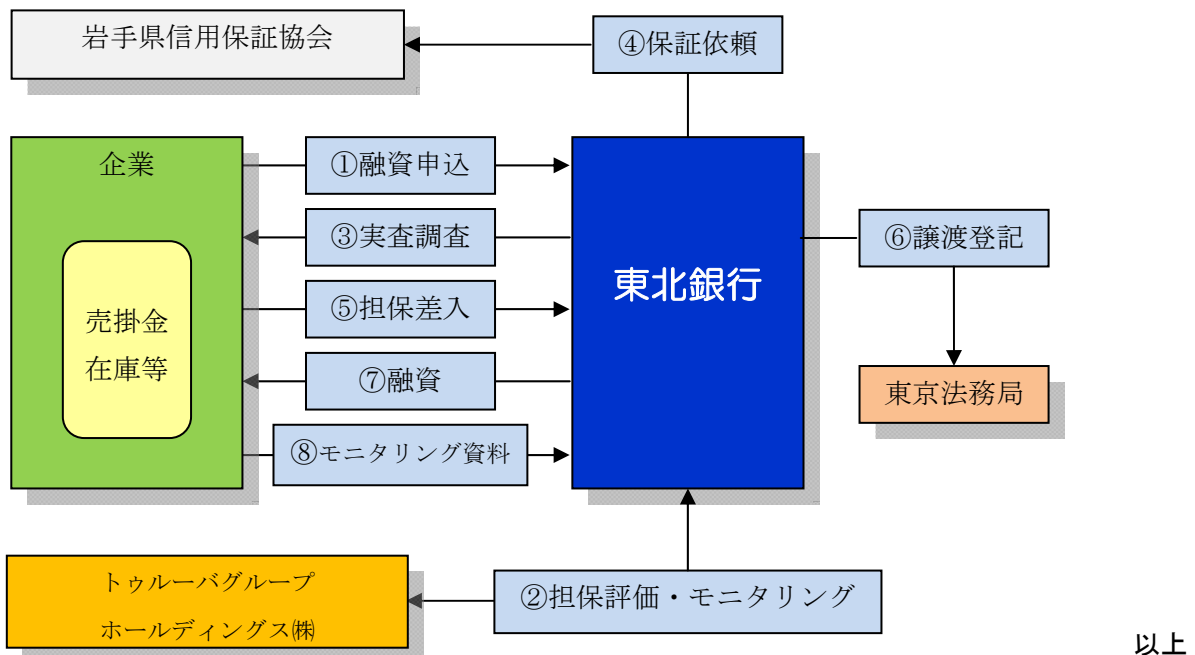 岩手県信用保証協会
④保証依頼
企業
①融資申込
③実査調査
⑥譲渡登記
東北銀行
⑤担保差入
売掛金
在庫等
⑦融資
東京法務局
⑧モニタリング資料
トゥルーバグループ
ホールディングス㈱
②担保評価・モニタリング
以上